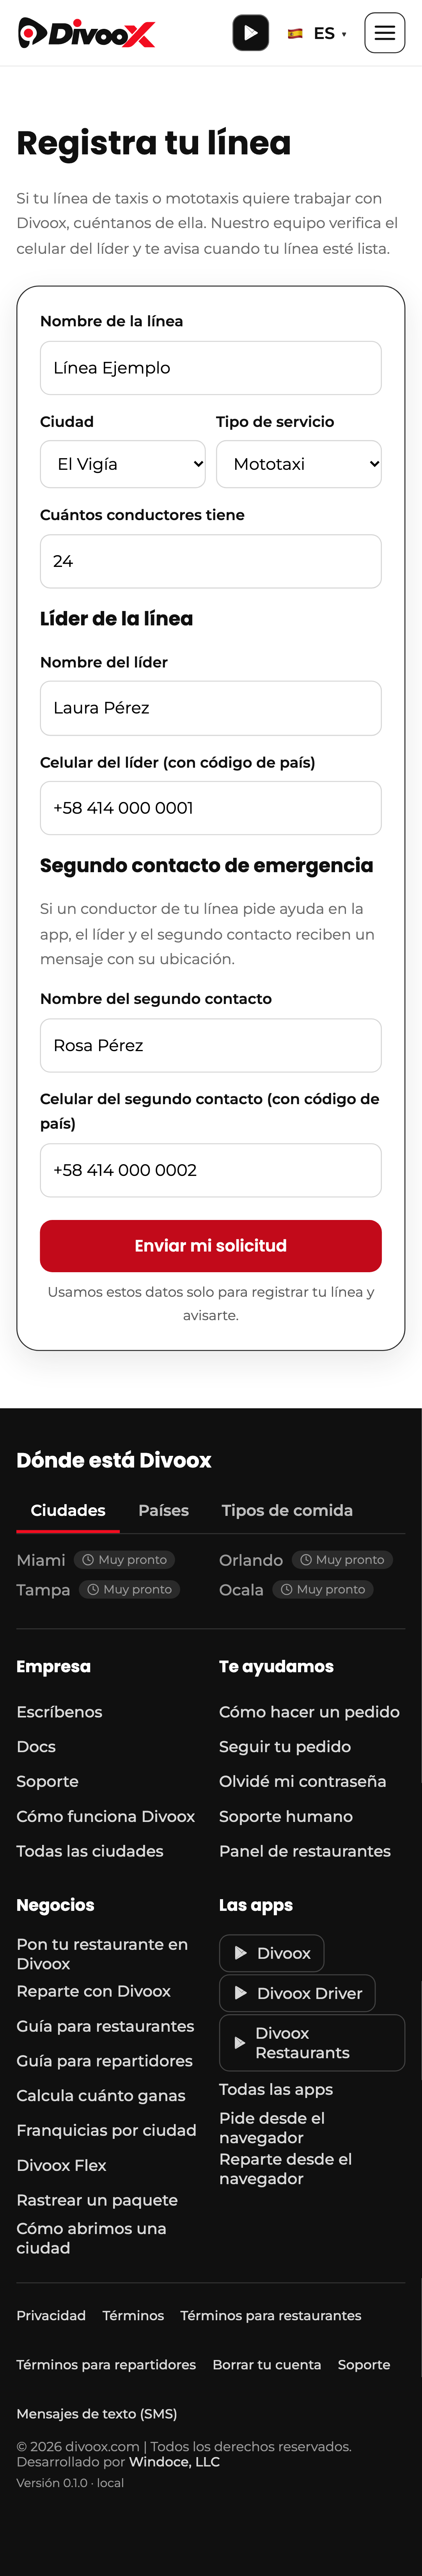 DivooX
ES
Registra tu línea
Si tu línea de taxis o mototaxis quiere trabajar con
Divoox, cuéntanos de ella. Nuestro equipo verifica el
celular del líder y te avisa cuando tu línea esté lista.
Nombre de la línea
Línea Ejemplo
Ciudad
Tipo de servicio
El Vigía
Mototaxi
Cuántos conductores tiene
24
Líder de la línea
Nombre del líder
Laura Pérez
Celular del líder (con código de país)
+58 414 000 0001
Segundo contacto de emergencia
Si un conductor de tu línea pide ayuda en la
app, el líder y el segundo contacto reciben un
mensaje con su ubicación.
Nombre del segundo contacto
Rosa Pérez
Celular del segundo contacto (con código de
país)
+58 414 000 0002
Enviar mi solicitud
Usamos estos datos solo para registrar tu línea y
avisarte.
Dónde está Divoox
Ciudades Países Tipos de comida
Miami Muy pronto
Orlando Muy pronto
Tampa Muy pronto
Ocala Muy pronto
Empresa
Escríbenos
Docs
Soporte
Cómo funciona Divoox
Todas las ciudades
Te ayudamos
Cómo hacer un pedido
Seguir tu pedido
Olvidé mi contraseña
Soporte humano
Panel de restaurantes
Negocios
Pon tu restaurante en
Divoox
Reparte con Divoox
Guía para restaurantes
Guía para repartidores
Calcula cuánto ganas
Franquicias por ciudad
Divoox Flex
Rastrear un paquete
Cómo abrimos una
ciudad
Las apps
Divoox
Divoox Driver
Divoox
Restaurants
Todas las apps
Pide desde el
navegador
Reparte desde el
navegador
Privacidad Términos Términos para restaurantes
Términos para repartidores Borrar tu cuenta Soporte
Mensajes de texto (SMS)
© 2026 divoox.com | Todos los derechos reservados.
Desarrollado por Windoce, LLC
Versión 0.1.0 · local